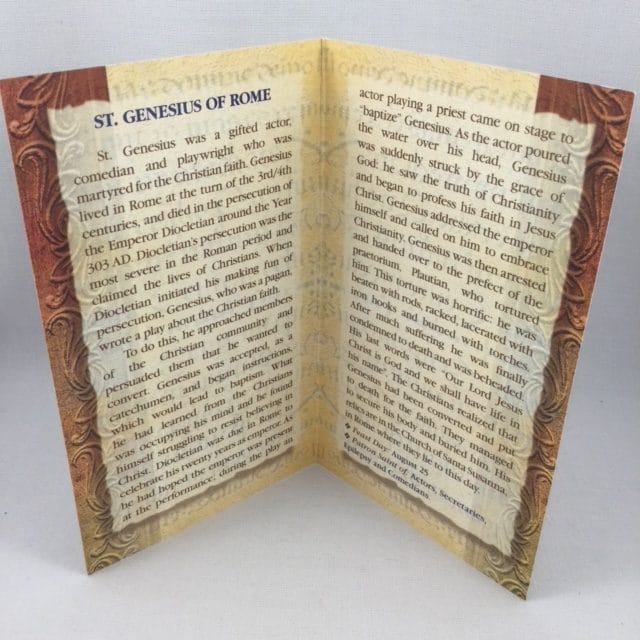 ST. GENESIUS OF ROME
St. Genesius was a gifted actor,
comedian and playwright who was
martyred for the Christian faith. Genesius
lived in Rome at the turn of the 3rd/4th
centuries, and died in the persecution of
the Emperor Diocletian around the Year
303 AD. Diocletian's persecution was the
most severe in the Roman period and
claimed the lives of Christians. When
Diocletian initiated his making fun of
persecution, Genesius, who was a pagan,
wrote a play about the Christian faith.
To do this, he approached members
of the Christian community and
persuaded them that he wanted to
convert. Genesius was accepted, as a
catechumen, and began instructions,
which would lead to baptism. What
he learned from the Christian
was occupying his mind and he found
himself struggling to resist believing in
Christ. Dioctian was due in Rome to
celebrate his twenty years as emperor so
he had hoped the emperor was present
at the performance, during the play an
actor playing a priest came on stage to
"baptize" Genesius. As the actor poured
the water over his head, Genesius
was suddenly struck by the grace of
God: he saw the truth of Christianity
and began to profess his faith in Jesus
Christ. Genesius addressed the emperor
himself and called on him to embrace
Christianity. Genesius was then arrested
and handed over to the prefect of the
praetorium, Plautian, who tortured
him. This torture was horrific: he was
beaten with rods, racked, lacerated with
iron hooks and burned with torches.
After much suffering he was finally
condemned to death and was beheaded.
His last words were "Our Lord Jesus
Christ is God and we shall have life in
his name". The Christians realized that
Genesius had been converted and put
to death for the faith. They managed
to secure his body and buried him. His
relics are in the Church of Santa Susanna,
in Rome where they lie to this day.
Feast Day: August 25
Patron Saint of Actors, Secretaries,
Epilepsy and Comedians.